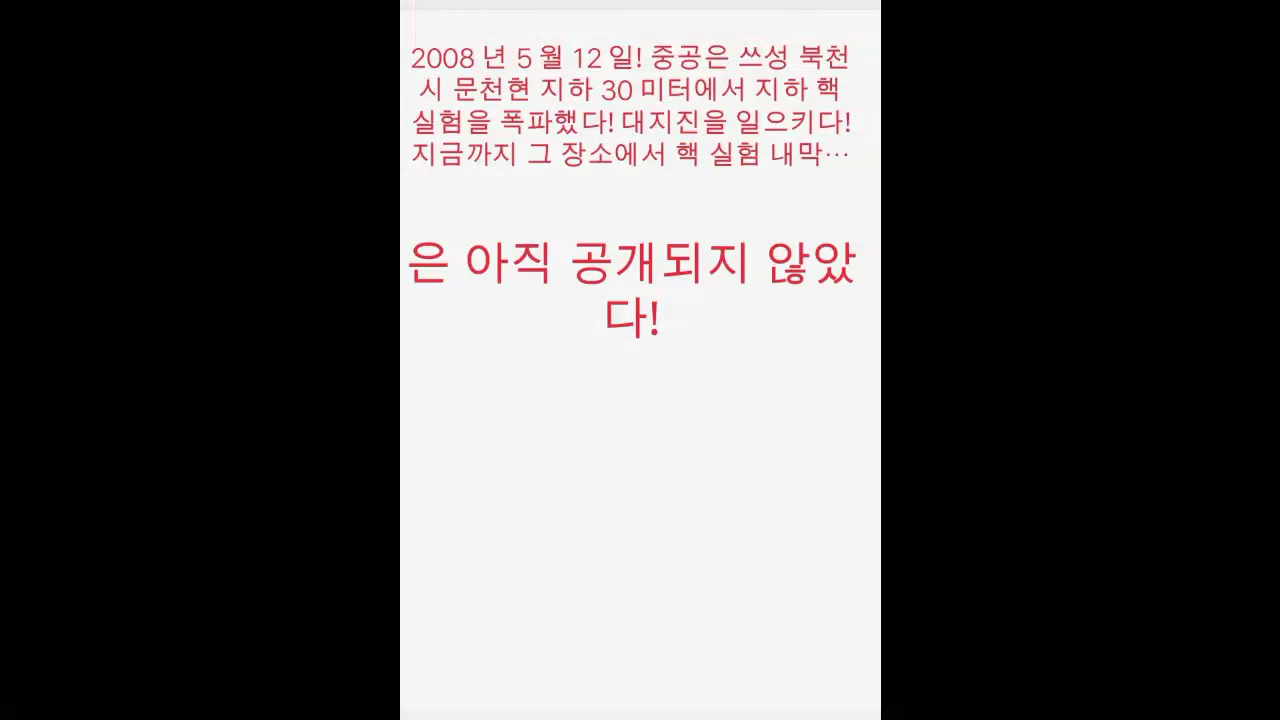 2008 년 5 월 12 일! 중공은 쓰성 북천
시 문천현 지하 30 미터에서 지하 핵
실험을 폭파했다! 대지진을 일으키다!
지금까지 그 장소에서 핵 실험 내막…
은 아직 공개되지 않았
다!